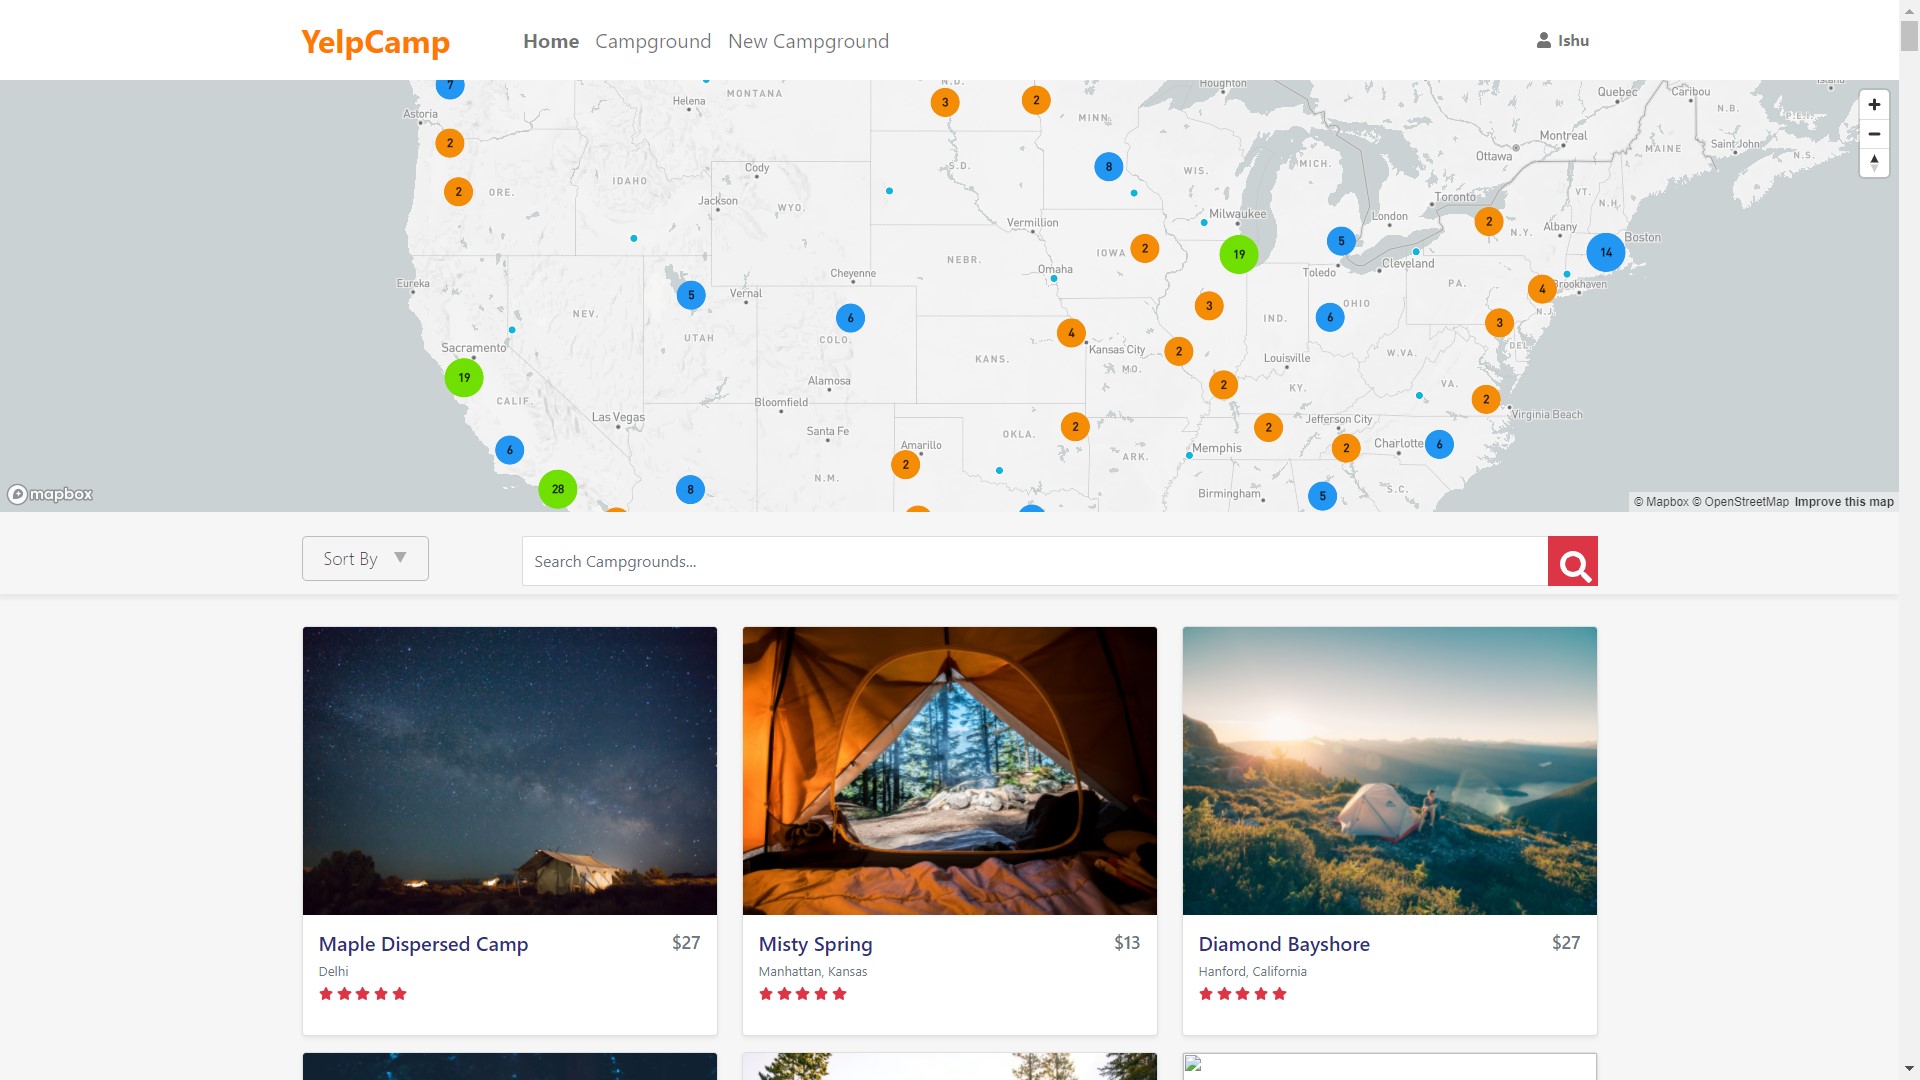 YelpCamp
Home Campground New Campground
Ishu
7
Astoria
Helena
MONTANA
N.D.
3
2
MINN.
Houghton
Quebec
Caribou
N.B.
Montreal
Ottawa
MAINE
Saint John
N.S.
2
2
ORE.
IDAHO
Cody
Jackson
WYO.
S.D.
8
WIS.
MICH.
Toronto
London
VT.
N.H.
Vermillion
Milwaukee
2
N.Y.
Albany
Boston
14
Eureka
Cheyenne
NEBR.
Omaha
IOWA
2
19
5
Toledo
Cleveland
PA.
4
Brookhaven
N.J.
5
Vernal
NEV.
UTAH
6
COLO.
3
IND.
6
OHIO
3
DEL.
Sacramento
19
CALIF.
KANS.
4
Kansas City
MO.
2
Louisville
W.VA.
VA.
KY.
Alamosa
Bloomfield
Las Vegas
Santa Fe
2
2
Virginia Beach
6
Amarillo
2
OKLA.
2
ARK.
Memphis
2
Jefferson City
2
Charlotte
6
28
8
N.M.
Birmingham
5
S.C.
mapbox
© Mapbox © OpenStreetMap Improve this map
Sort By ▼
Search Campgrounds...
Maple Dispersed Camp $27
Delhi
Misty Spring $13
Manhattan, Kansas
Diamond Bayshore $27
Hanford, California